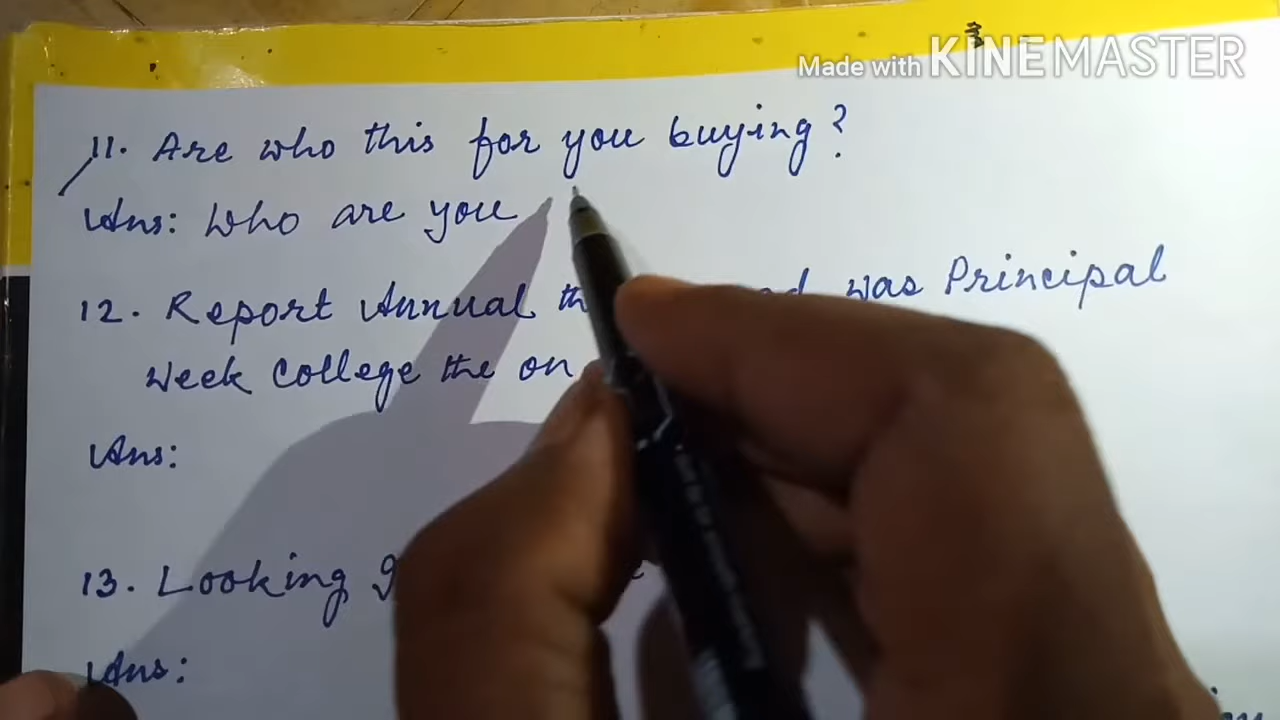 Made with KINEMASTER
11. Are who this for you buying?
Ans: Who are you
12. Report Annual was Principal
Week College the on
Ans:
13. Looking
Ans: